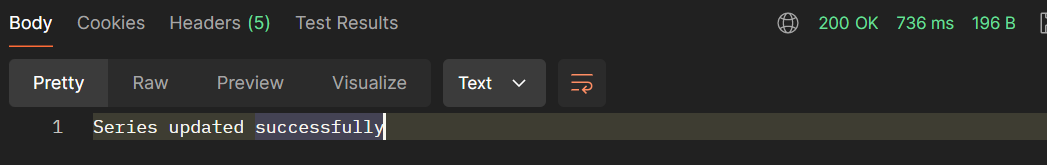 Body Cookies Headers (5) Test Results 200 OK 736 ms 196 B
Pretty Raw Preview Visualize Text
1 Series updated successfully